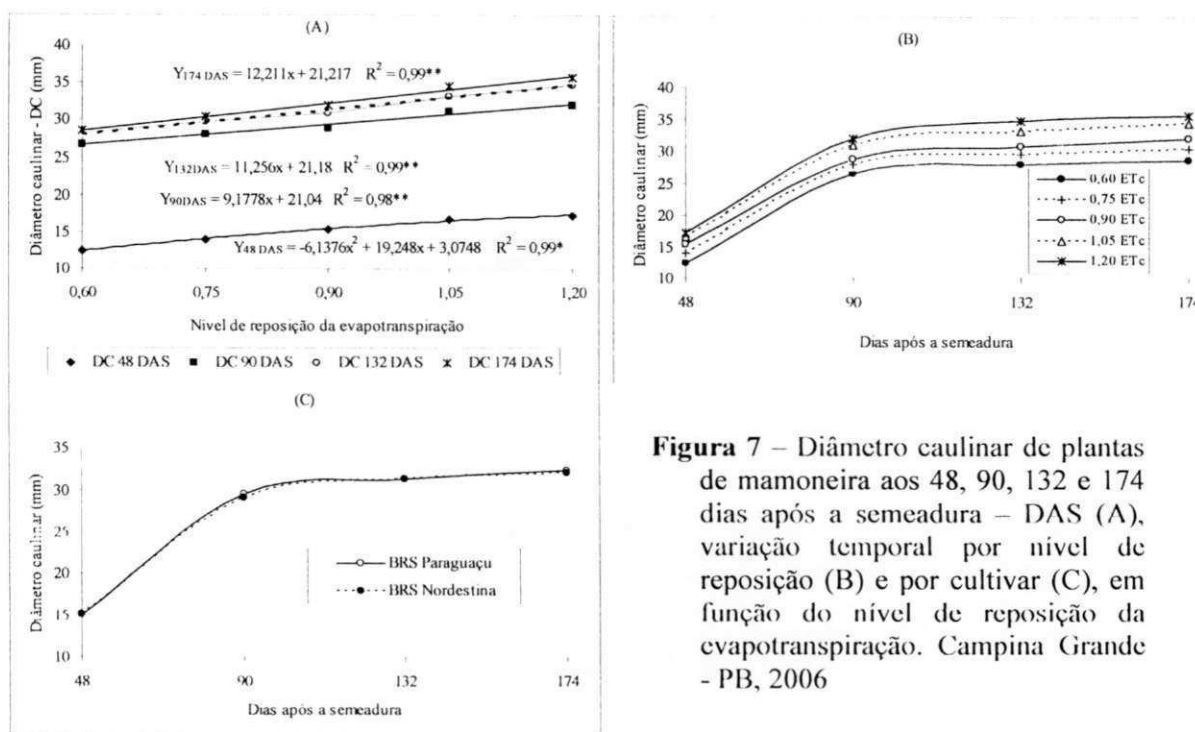 (A)
Diâmetro caulinar - DC (mm)
40
35
30
25
20
15
10
Y174 DAS = 12,211x + 21,217 R² = 0,99**
Y132DAS = 11,256x + 21,18 R² = 0,99**
Y90DAS = 9,1778x + 21,04 R² = 0,98**
Y48 DAS = -6,1376x² + 19,248x + 3,0748 R² = 0,99*
0,60 0,75 0,90 1,05 1,20
Nivel de reposição da evapotranspiração
DC 48 DAS DC 90 DAS DC 132 DAS DC 174 DAS
(B)
Diâmetro caulinar (mm)
40
35
30
25
20
15
10
0,60 ETc
0,75 ETc
0,90 ETc
1,05 ETc
1,20 ETc
48 90 132 174
Dias após a semeadura
(C)
Diâmetro caulinar (mm)
35
30
25
20
15
10
BRS Paraguaçu
BRS Nordestina
48 90 132 174
Dias após a semeadura
Figura 7 – Diâmetro caulinar de plantas
de mamoneira aos 48, 90, 132 e 174
dias após a semeadura – DAS (A),
variação temporal por nível de
reposição (B) e por cultivar (C), em
função do nível de reposição da
evapotranspiração. Campina Grande
- PB, 2006